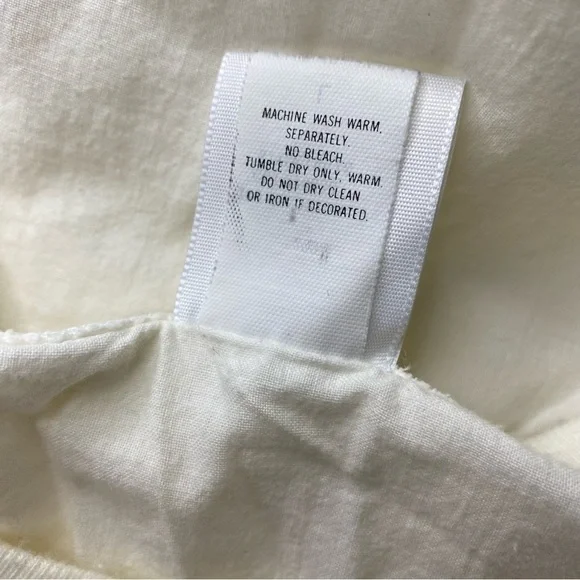 MACHINE WASH WARM,
SEPARATELY.
NO BLEACH.
TUMBLE DRY ONLY, WARM.
DO NOT DRY CLEAN
OR IRON IF DECORATED.